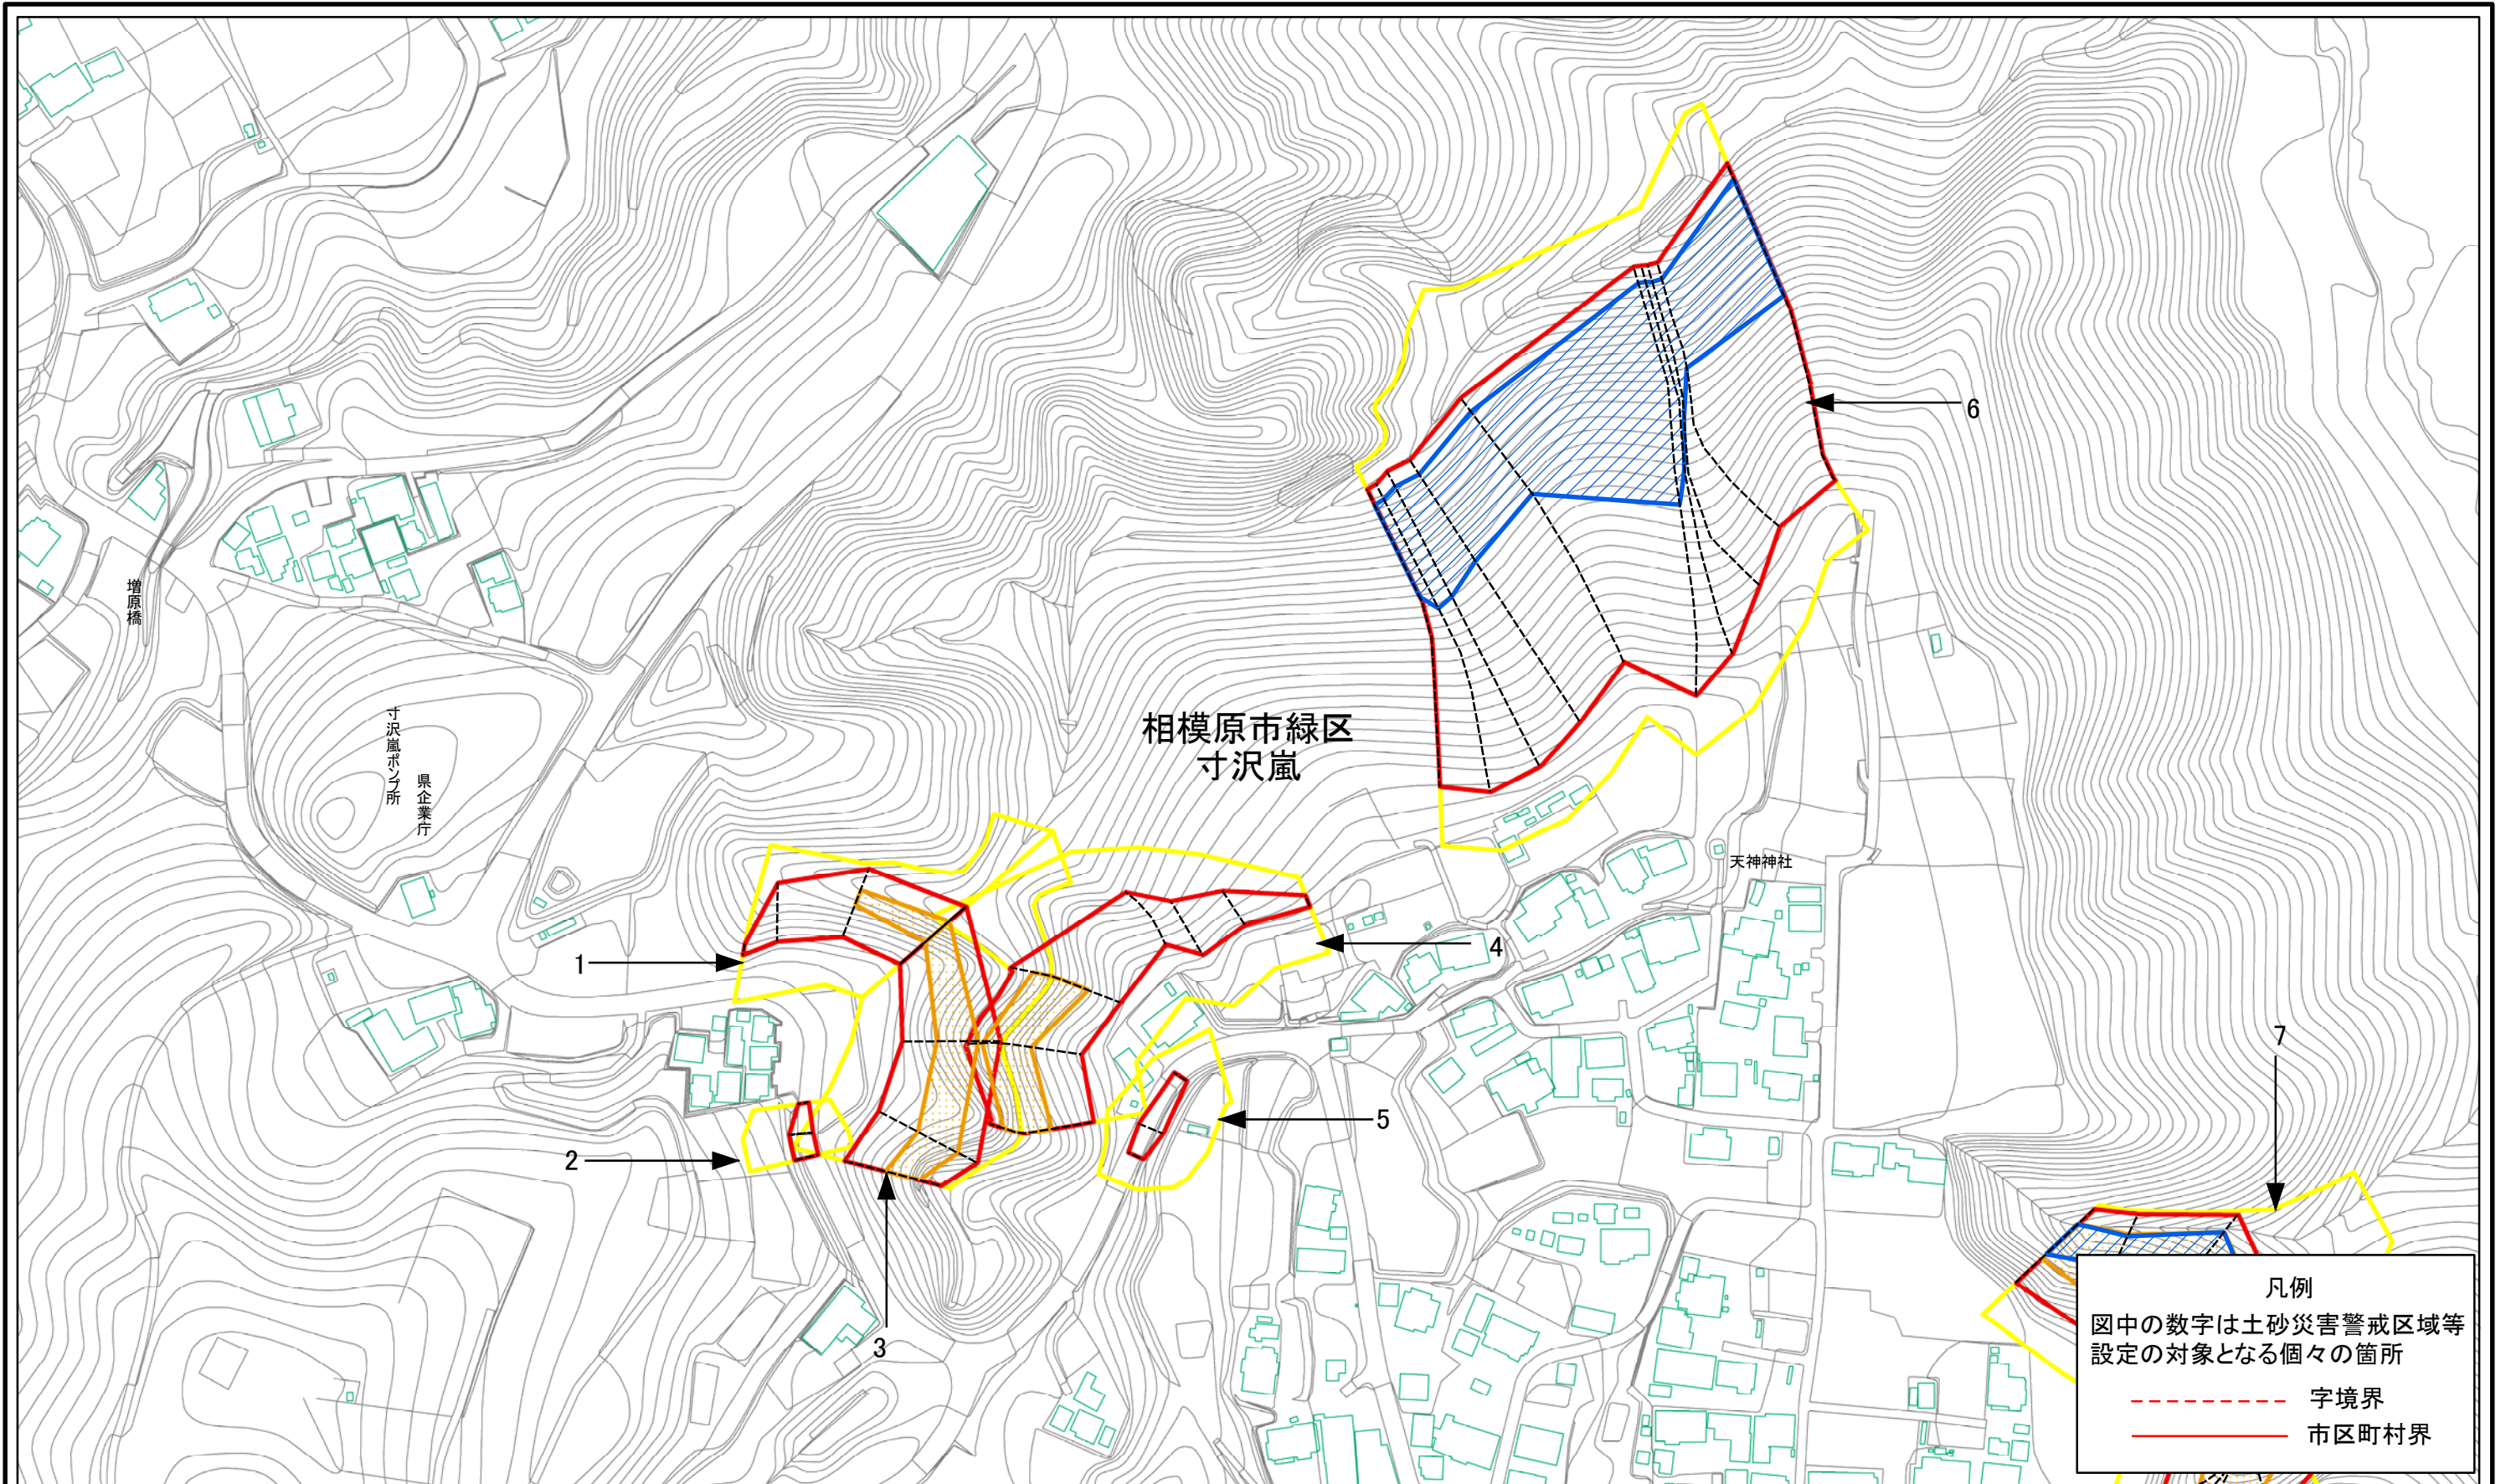 6
増原橋
寸沢嵐ポンプ所
県企業庁
相模原市緑区
寸沢嵐
天神神社
1
4
7
5
2
3
凡例
図中の数字は土砂災害警戒区域等
設定の対象となる個々の箇所
字境界
市区町村界